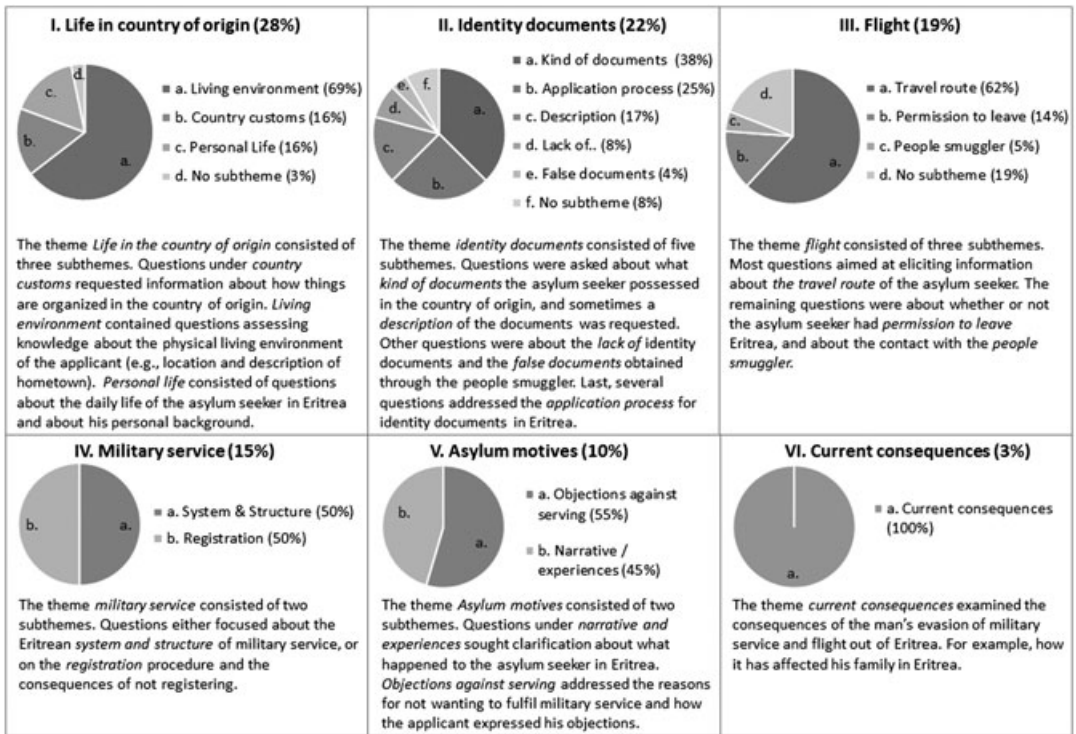 I. Life in country of origin (28%)
a. Living environment (69%)
b. Country customs (16%)
c. Personal Life (16%)
d. No subtheme (3%)
d.
c.
b.
a.
The theme Life in the country of origin consisted of
three subthemes. Questions under country
customs requested information about how things
are organized in the country of origin. Living
environment contained questions assessing
knowledge about the physical living environment
of the applicant (e.g., location and description of
hometown). Personal life consisted of questions
about the daily life of the asylum seeker in Eritrea
and about his personal background.
II. Identity documents (22%)
a. Kind of documents (38%)
b. Application process (25%)
c. Description (17%)
d. Lack of.. (8%)
e. False documents (4%)
f. No subtheme (8%)
e.
f.
d.
a.
c.
b.
The theme identity documents consisted of five
subthemes. Questions were asked about what
kind of documents the asylum seeker possessed
in the country of origin, and sometimes a
description of the documents was requested.
Other questions were about the lack of identity
documents and the false documents obtained
through the people smuggler. Last, several
questions addressed the application process for
identity documents in Eritrea.
III. Flight (19%)
a. Travel route (62%)
b. Permission to leave (14%)
c. People smuggler (5%)
d. No subtheme (19%)
d.
c.
b.
a.
The theme flight consisted of three subthemes.
Most questions aimed at eliciting information
about the travel route of the asylum seeker. The
remaining questions were about whether or not
the asylum seeker had permission to leave
Eritrea, and about the contact with the people
smuggler.
IV. Military service (15%)
a. System & Structure (50%)
b. Registration (50%)
b.
a.
The theme military service consisted of two
subthemes. Questions either focused about the
Eritrean system and structure of military service, or
on the registration procedure and the
consequences of not registering.
V. Asylum motives (10%)
a. Objections against
serving (55%)
b. Narrative /
experiences (45%)
b.
a.
The theme Asylum motives consisted of two
subthemes. Questions under narrative and
experiences sought clarification about what
happened to the asylum seeker in Eritrea.
Objections against serving addressed the reasons
for not wanting to fulfil military service and how
the applicant expressed his objections.
VI. Current consequences (3%)
a. Current consequences
(100%)
a.
The theme current consequences examined the
consequences of the man's evasion of military
service and flight out of Eritrea. For example, how
it has affected his family in Eritrea.